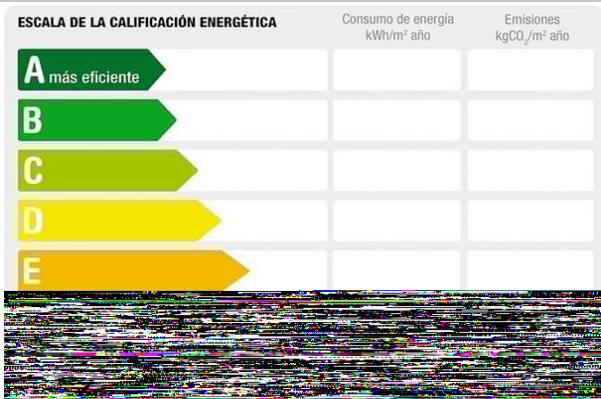 ESCALA DE LA CALIFICACIÓN ENERGÉTICA
Consumo de energía
kWh/m² año
Emisiones
kgCO₂/m² año
A más eficiente
B
C
D
E